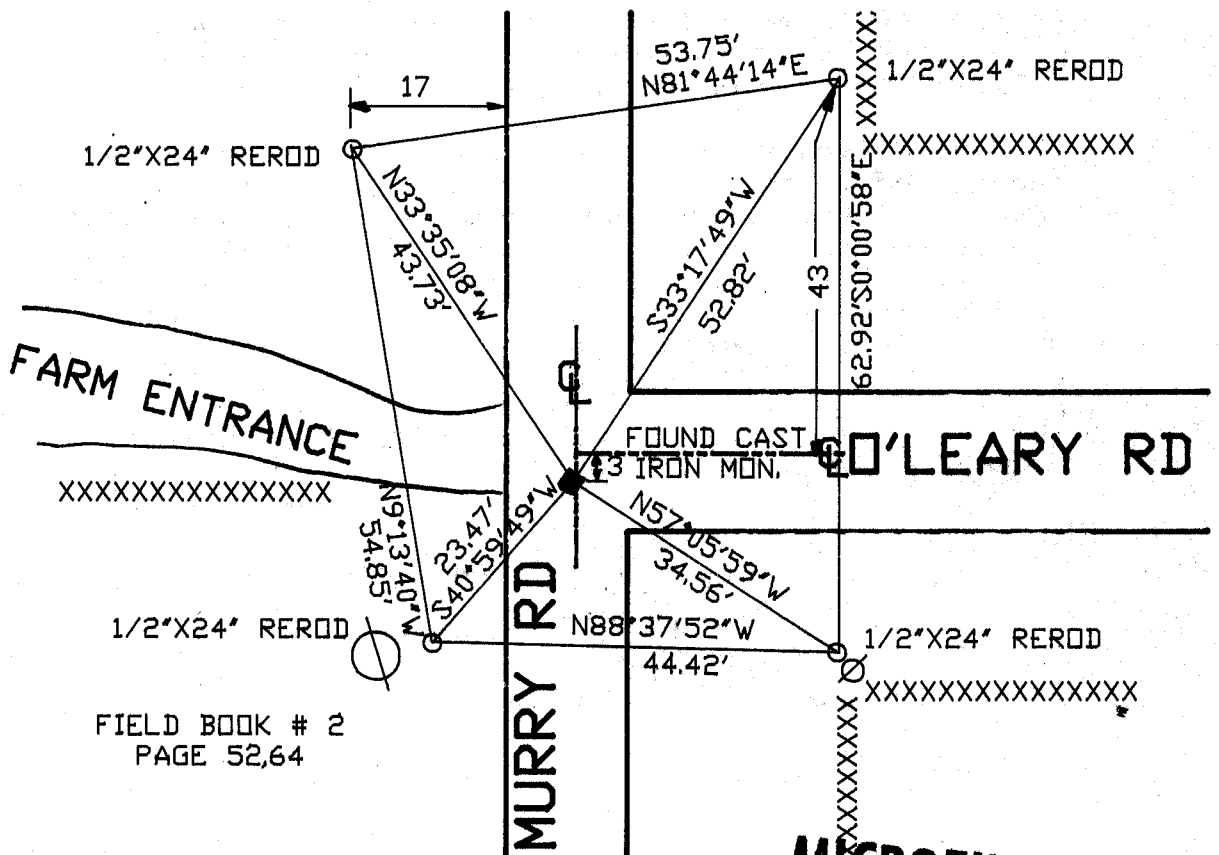 53.75'
N81°44'14"E
1/2"X24" REROD
17
XXXXX
XXXXXXXXXXXXXXX
1/2"X24" REROD
N33°35'08"W
43.73'
S33°17'49"W
52.82'
43
62.92' S0°00'58"E
FARM ENTRANCE
CL
FOUND CAST
IRON MON.
3
CL
O'LEARY RD
XXXXXXXXXXXXXXX
N9°13'40"W
54.85'
23.47'
S40°59'49"W
N57°05'59"W
34.56'
1/2"X24" REROD
N88°37'52"W
44.42'
1/2"X24" REROD
XXXXXXXXXXXXXXX
XXXXXXXX
MURRY RD
FIELD BOOK # 2
PAGE 52,64